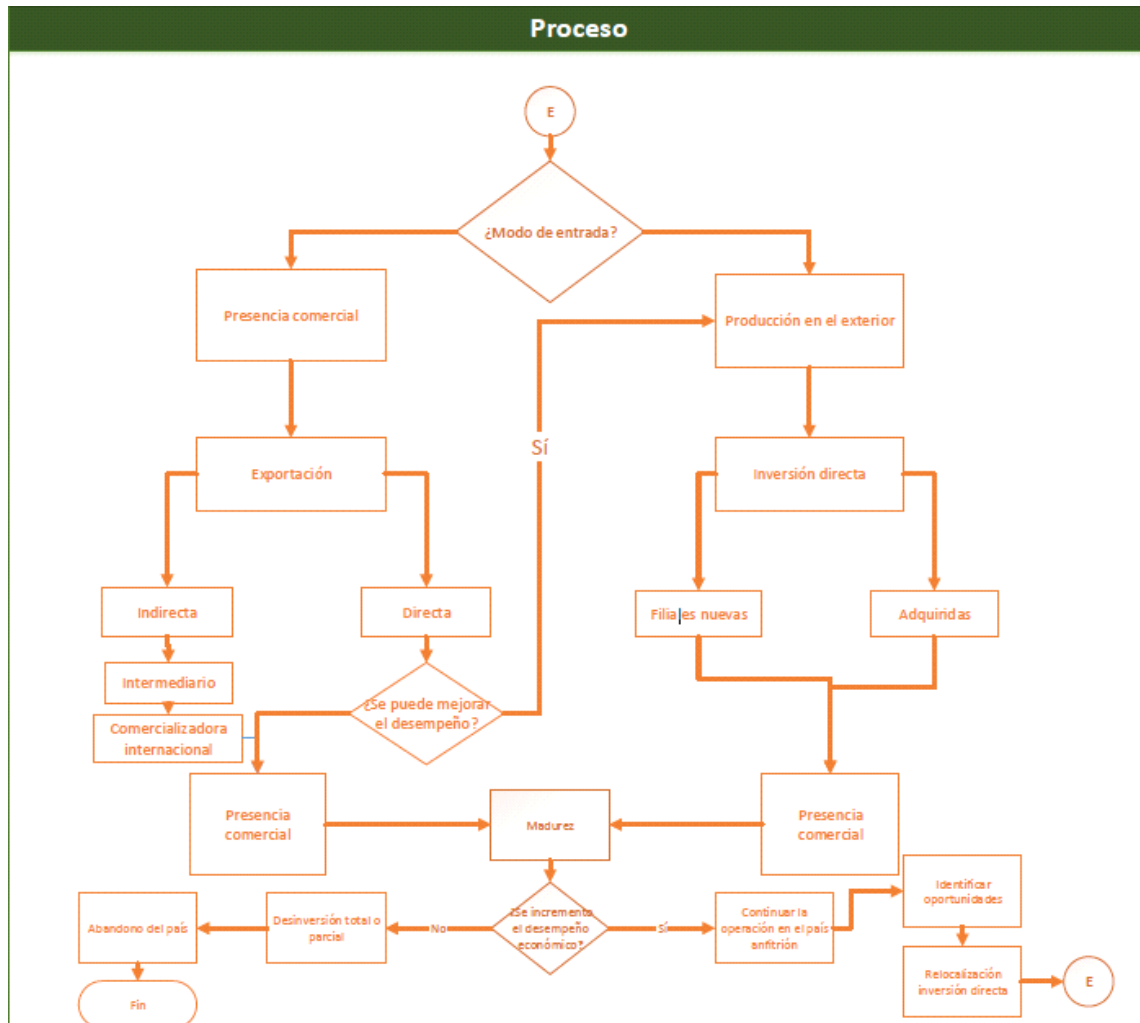 Proceso
E
¿Modo de entrada?
Presencia comercial
Producción en el exterior
Sí
Exportación
Inversión directa
Indirecta
Directa
Filiales nuevas
Adquiridas
Intermediario
¿Se puede mejorar
el desempeño?
Comercializadora
internacional
Presencia
comercial
Madurez
Presencia
comercial
Identificar
oportunidades
Abandono del país
Desinversión total o
parcial
No
¿Se incremento
el desempeño
económico?
Sí
Continuar la
operación en el país
anfitrión
Relocalización
inversión directa
E
Fin